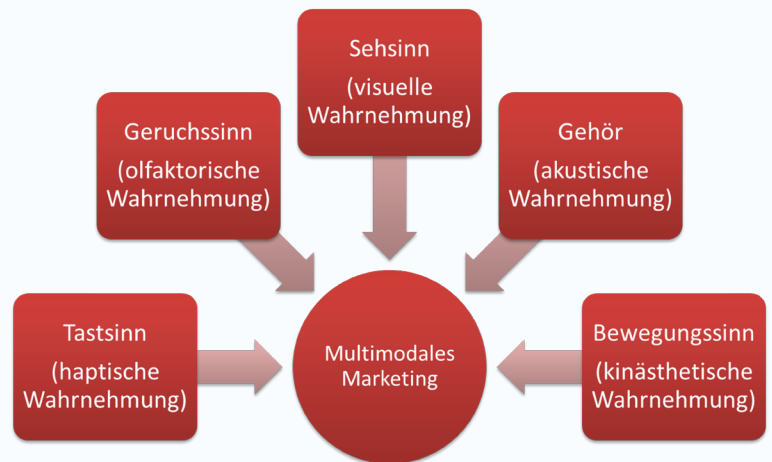 Sehsinn
(visuelle
Wahrnehmung)
Geruchssinn
(olfaktorische
Wahrnehmung)
Gehör
(akustische
Wahrnehmung)
Tastsinn
(haptische
Wahrnehmung)
Multimodales
Marketing
Bewegungssinn
(kinästhetische
Wahrnehmung)